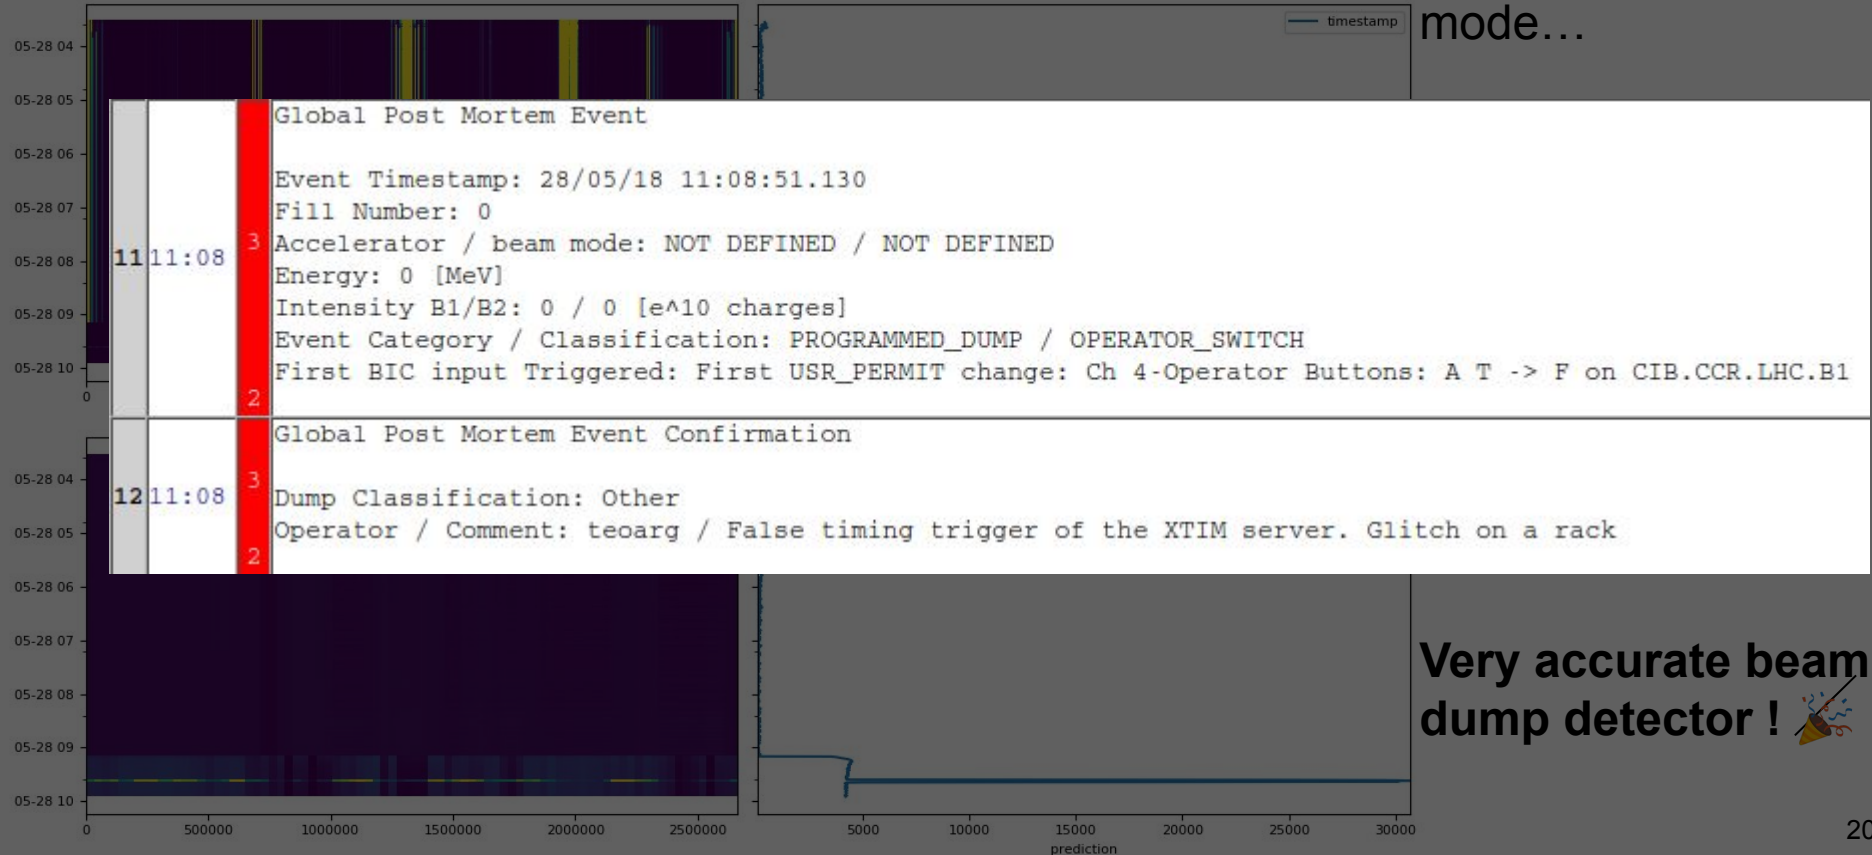 mode…
timestamp
05-28 04
05-28 05
05-28 06
05-28 07
05-28 08
05-28 09
05-28 10
0
11 11:08 3 2
Global Post Mortem Event
Event Timestamp: 28/05/18 11:08:51.130
Fill Number: 0
Accelerator / beam mode: NOT DEFINED / NOT DEFINED
Energy: 0 [MeV]
Intensity B1/B2: 0 / 0 [e^10 charges]
Event Category / Classification: PROGRAMMED_DUMP / OPERATOR_SWITCH
First BIC input Triggered: First USR_PERMIT change: Ch 4-Operator Buttons: A T -> F on CIB.CCR.LHC.B1
12 11:08 3 2
Global Post Mortem Event Confirmation
Dump Classification: Other
Operator / Comment: teoarg / False timing trigger of the XTIM server. Glitch on a rack
05-28 04
05-28 05
05-28 06
05-28 07
05-28 08
05-28 09
05-28 10
0 500000 1000000 1500000 2000000 2500000
5000 10000 15000 20000 25000 30000
prediction
Very accurate beam
dump detector ! 🎉
20